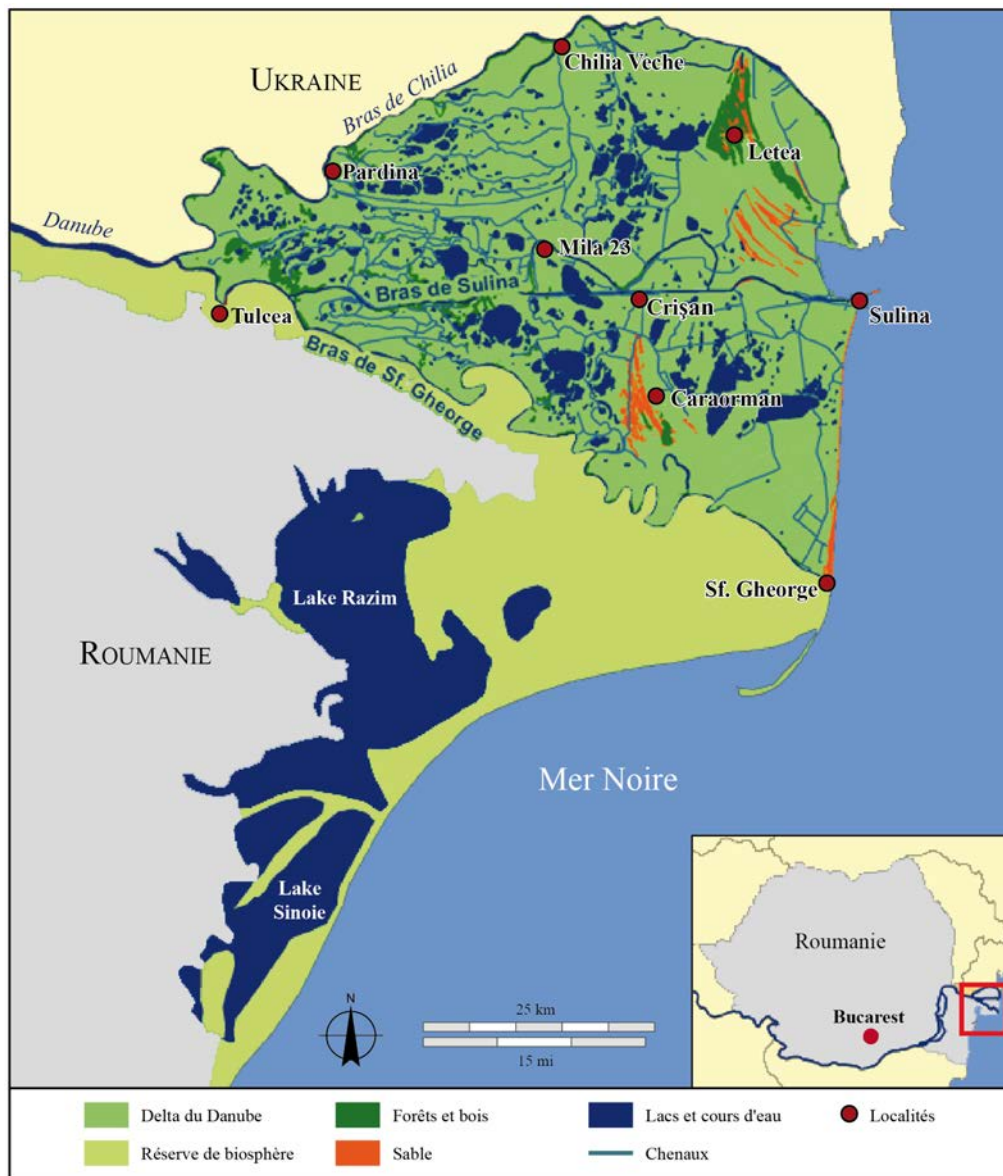 UKRAINE
Bras de Chilia
Chilia Veche
Letea
Pardina
Danube
Mila 23
Bras de Sulina
Crişan
Sulina
Tulcea
Bras de Sf. Gheorge
Caraorman
Sf. Gheorge
Lake Razim
ROUMANIE
Mer Noire
Lake
Sinoie
N
25 km
15 mi
Roumanie
Bucarest
Delta du Danube
Forêts et bois
Lacs et cours d'eau
Localités
Réserve de biosphère
Sable
Chenaux